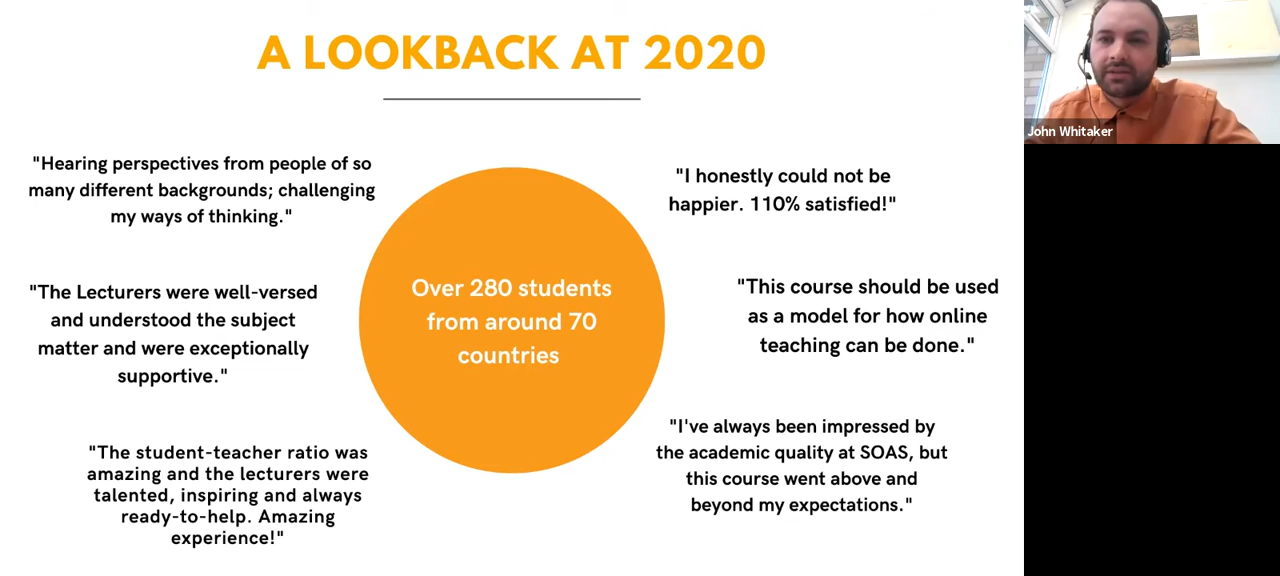 A LOOKBACK AT 2020
"Hearing perspectives from people of so
many different backgrounds; challenging
my ways of thinking."
"The Lecturers were well-versed
and understood the subject
matter and were exceptionally
supportive."
"The student-teacher ratio was
amazing and the lecturers were
talented, inspiring and always
ready-to-help. Amazing
experience!"
Over 280 students
from around 70
countries
"I honestly could not be
happier. 110% satisfied!"
"This course should be used
as a model for how online
teaching can be done."
"I've always been impressed by
the academic quality at SOAS, but
this course went above and
beyond my expectations."
John Whitaker